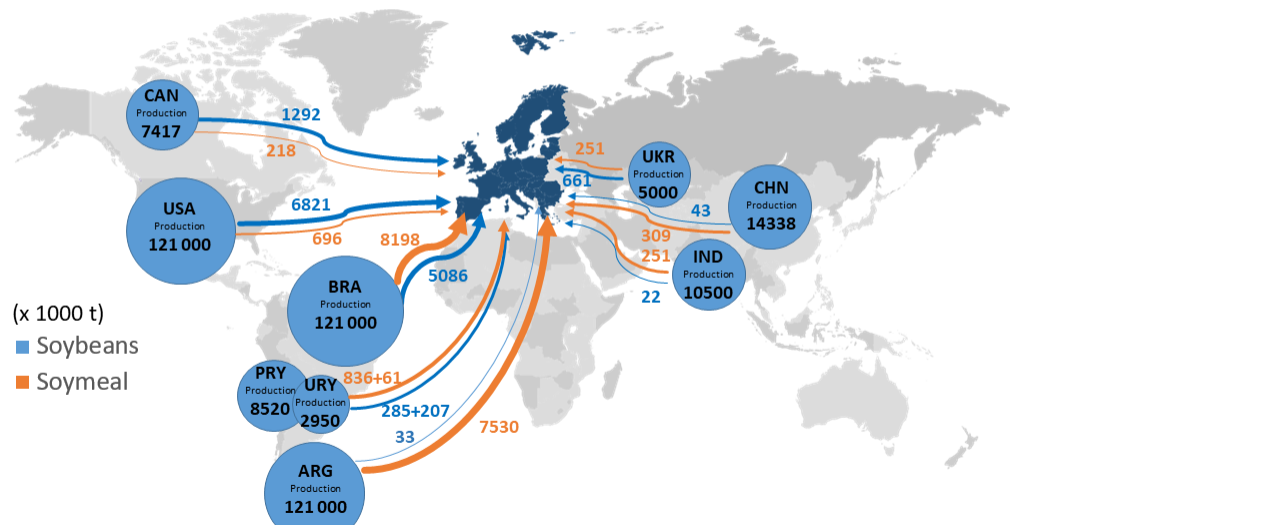 CAN
Production
7417
1292
218
USA
Production
121 000
6821
696
BRA
Production
121 000
8198
5086
251
661
UKR
Production
5000
CHN
Production
14338
43
309
251
IND
Production
10500
22
(x 1000 t)
Soybeans
Soymeal
PRY
Production
8520
URY
Production
2950
836+61
285+207
33
7530
ARG
Production
121 000